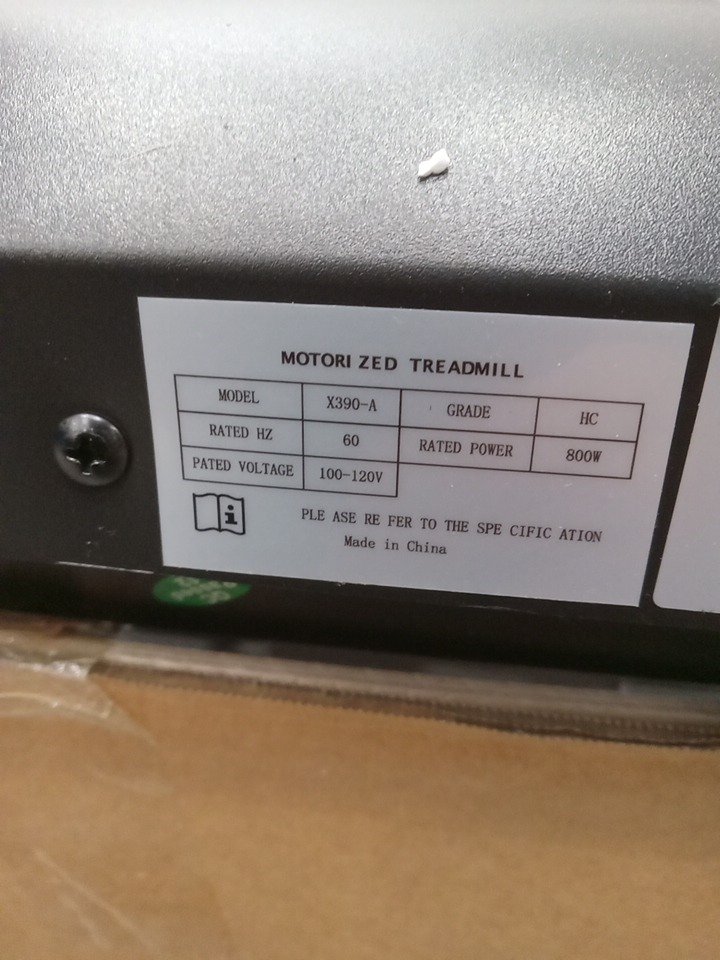 MOTORI ZED TREADMILL
MODEL X390-A GRADE HC
RATED HZ 60 RATED POWER 800W
PATED VOLTAGE 100-120V
PLE ASE RE FER TO THE SPE CIFIC ATION
Made in China